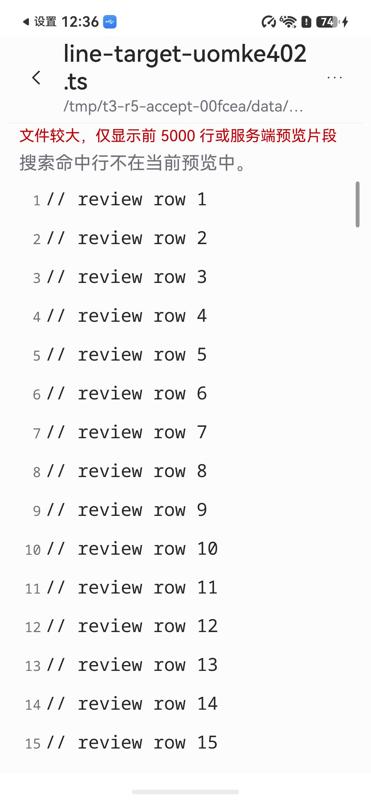 设置 12:36
74
line-target-uomke402
.ts
/tmp/t3-r5-accept-00fcea/data/…
文件较大，仅显示前 5000 行或服务端预览片段
搜索命中行不在当前预览中。
1 // review row 1
2 // review row 2
3 // review row 3
4 // review row 4
5 // review row 5
6 // review row 6
7 // review row 7
8 // review row 8
9 // review row 9
10 // review row 10
11 // review row 11
12 // review row 12
13 // review row 13
14 // review row 14
15 // review row 15